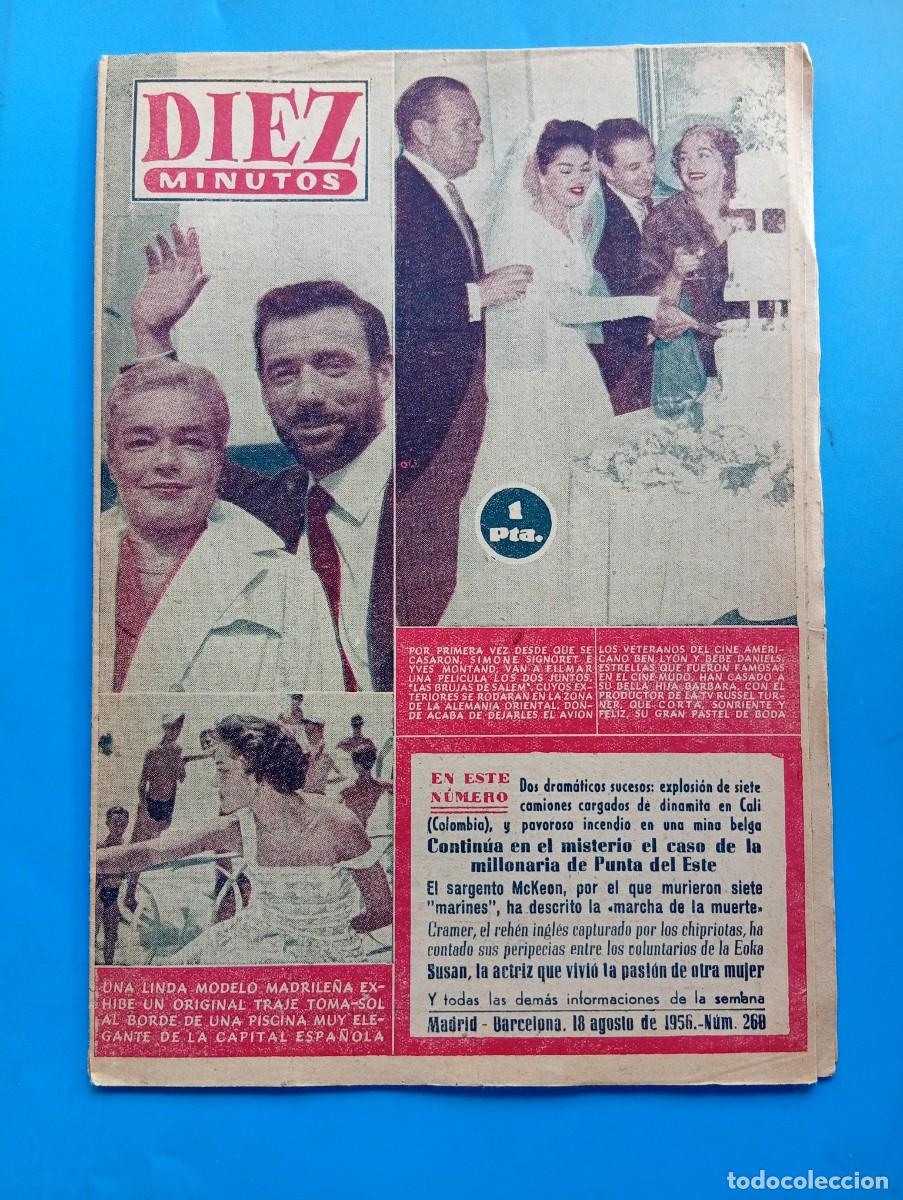 DIEZ
MINUTOS
1
Pta.
POR PRIMERA VEZ DESDE QUE SE
CASARON, SIMONE SIGNORET E
YVES MONTAND, VAN A FILMAR
UNA PELICULA LOS DOS JUNTOS,
"LAS BRUJAS DE SALEM", CUYOS EX-
TERIORES SE RODARAN EN LA ZONA
DE LA ALEMANIA ORIENTAL, DON-
DE ACABA DE DEJARLES EL AVION
LOS VETERANOS DEL CINE AMERI-
CANO BEN LYON Y BEBE DANIELS,
ESTRELLAS QUE FUERON FAMOSAS
EN EL CINE MUDO, HAN CASADO A
SU BELLA HIJA BARBARA, CON EL
PRODUCTOR DE LA TV RUSSEL TUR-
NER, QUE CORTA, SONRIENTE Y
FELIZ, SU GRAN PASTEL DE BODA
EN ESTE
NÚMERO
Dos dramáticos sucesos: explosión de siete
camiones cargados de dinamita en Cali
(Colombia), y pavoroso incendio en una mina belga
Continúa en el misterio el caso de la
millonaria de Punta del Este
El sargento McKeon, por el que murieron siete
"marines", ha descrito la «marcha de la muerte»
Cramer, el rehén inglés capturado por los chipriotas, ha
contado sus peripecias entre los voluntarios de la Eoka
Susan, la actriz que vivió la pasión de otra mujer
Y todas las demás informaciones de la semana
Madrid - Barcelona, 18 agosto de 1956.-Núm. 260
UNA LINDA MODELO MADRILEÑA EX-
HIBE UN ORIGINAL TRAJE TOMA-SOL
AL BORDE DE UNA PISCINA MUY ELE-
GANTE DE LA CAPITAL ESPAÑOLA
todocoleccion